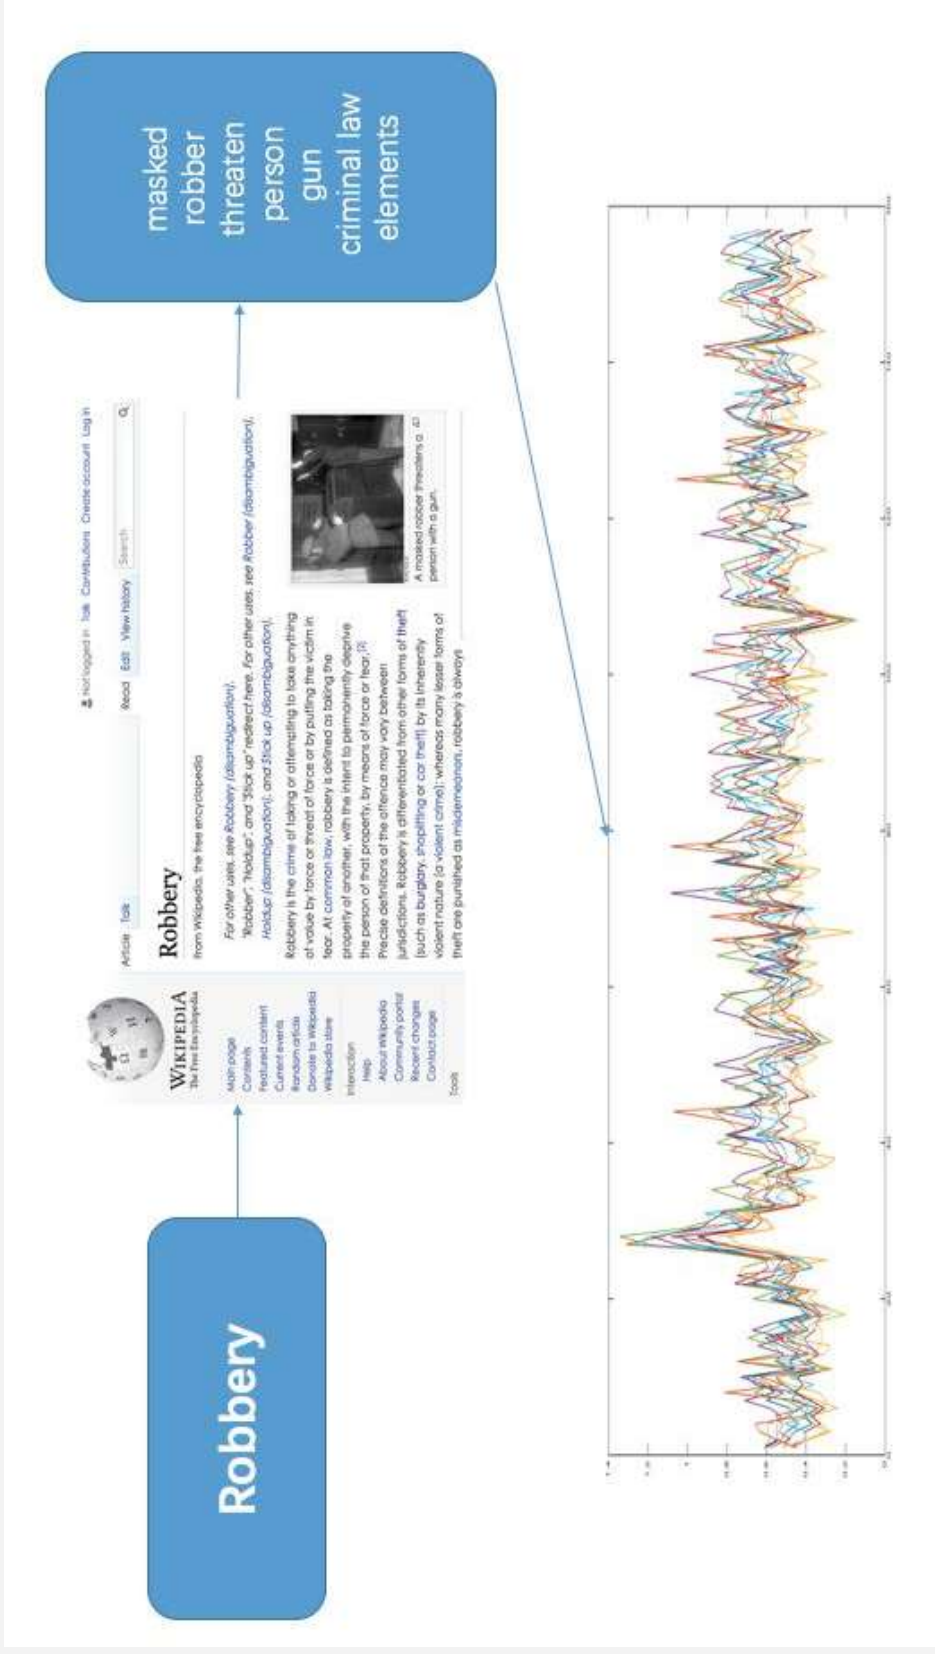 Robbery
WIKIPEDIA
The Free Encyclopedia
Main page
Contents
Featured content
Current events
Random article
Donate to Wikipedia
Wikipedia store
Interaction
Help
About Wikipedia
Community portal
Recent changes
Contact page
Tools
Not logged in Talk Contributions Create account Log in
Article Talk
Read Edit View history Search
Robbery
From Wikipedia, the free encyclopedia
For other uses, see Robbery (disambiguation).
"Robber", "Holdup", and "Stick up" redirect here. For other uses, see Robber (disambiguation),
Holdup (disambiguation), and Stick up (disambiguation).
Robbery is the crime of taking or attempting to take anything
of value by force or threat of force or by putting the victim in
fear. At common law, robbery is defined as taking the
property of another, with the intent to permanently deprive
the person of that property, by means of force or fear.[2]
Precise definitions of the offence may vary between
jurisdictions. Robbery is differentiated from other forms of theft
(such as burglary, shoplifting or car theft) by its inherently
violent nature (a violent crime); whereas many lesser forms of
theft are punished as misdemeanors, robbery is always
A masked robber threatens a
person with a gun.
masked
robber
threaten
person
gun
criminal law
elements